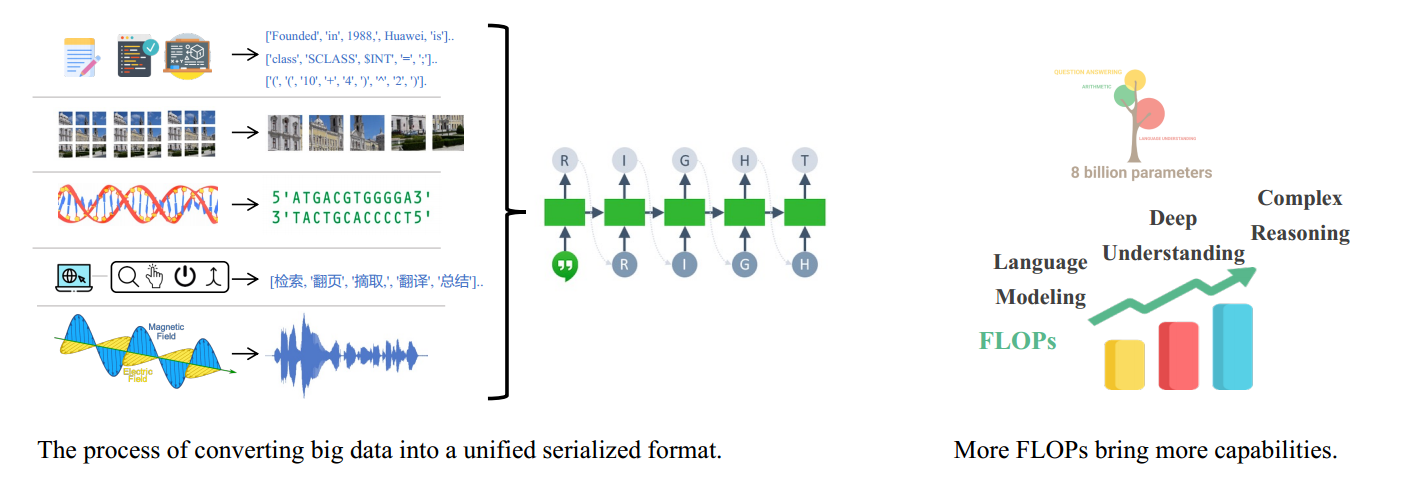 ['Founded', 'in', 1988,', Huawei, 'is']..
['class', 'SCLASS', $INT', '=', ';']..
['(', '(', '10', '+', '4', ')', '^', '2', ')'].
5'ATGACGTGGGGA3'
3'TACTGCACCCCT5'
[检索, '翻页', '摘取,', '翻译', '总结']..
Magnetic
Field
Electric
Field
R I G H T
R I G H
QUESTION ANSWERING
ARITHMETIC
LANGUAGE UNDERSTANDING
8 billion parameters
Complex
Reasoning
Deep
Understanding
Language
Modeling
FLOPs
The process of converting big data into a unified serialized format.
More FLOPs bring more capabilities.